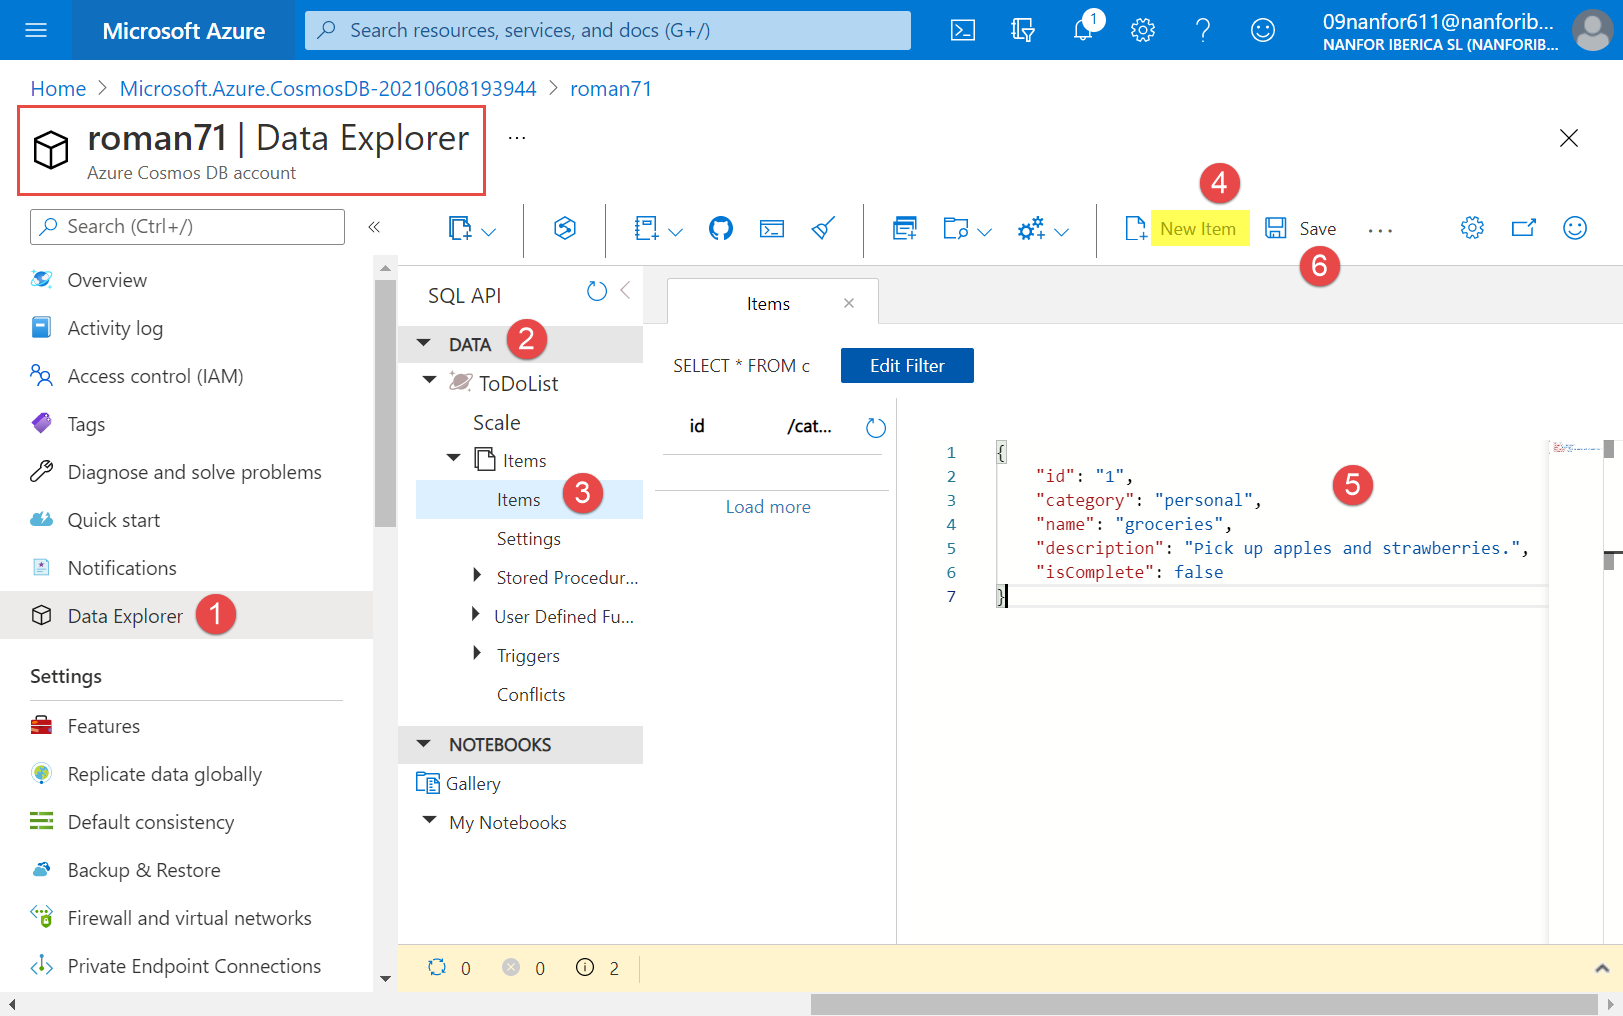 Microsoft Azure
Search resources, services, and docs (G+/)
1
09nanfor611@nanforib...
NANFOR IBERICA SL (NANFORIB...
Home > Microsoft.Azure.CosmosDB-20210608193944 > roman71
roman71 | Data Explorer
...
Azure Cosmos DB account
4
Search (Ctrl+/)
«
New Item
Save
...
6
Overview
Activity log
Access control (IAM)
Tags
Diagnose and solve problems
Quick start
Notifications
Data Explorer
1
Settings
Features
Replicate data globally
Default consistency
Backup & Restore
Firewall and virtual networks
Private Endpoint Connections
SQL API
DATA
2
ToDoList
Scale
Items
Items
3
Settings
Stored Procedur...
User Defined Fu...
Triggers
Conflicts
NOTEBOOKS
Gallery
My Notebooks
Items
SELECT * FROM c
Edit Filter
id
/cat...
Load more
1 {
2 "id": "1",
3 "category": "personal",
4 "name": "groceries",
5 "description": "Pick up apples and strawberries.",
6 "isComplete": false
7 }
5
0
0
2